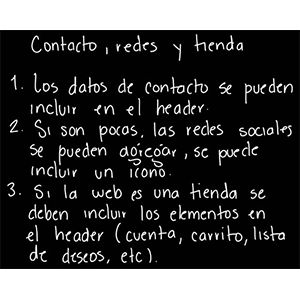 Contacto, redes y tienda
1. Los datos de contacto se pueden
incluir en el header.
2. Si son pocas, las redes sociales
se pueden agregar, se puede
incluir un ícono.
3. Si la web es una tienda se
deben incluir los elementos en
el header (cuenta, carrito, lista
de deseos, etc).